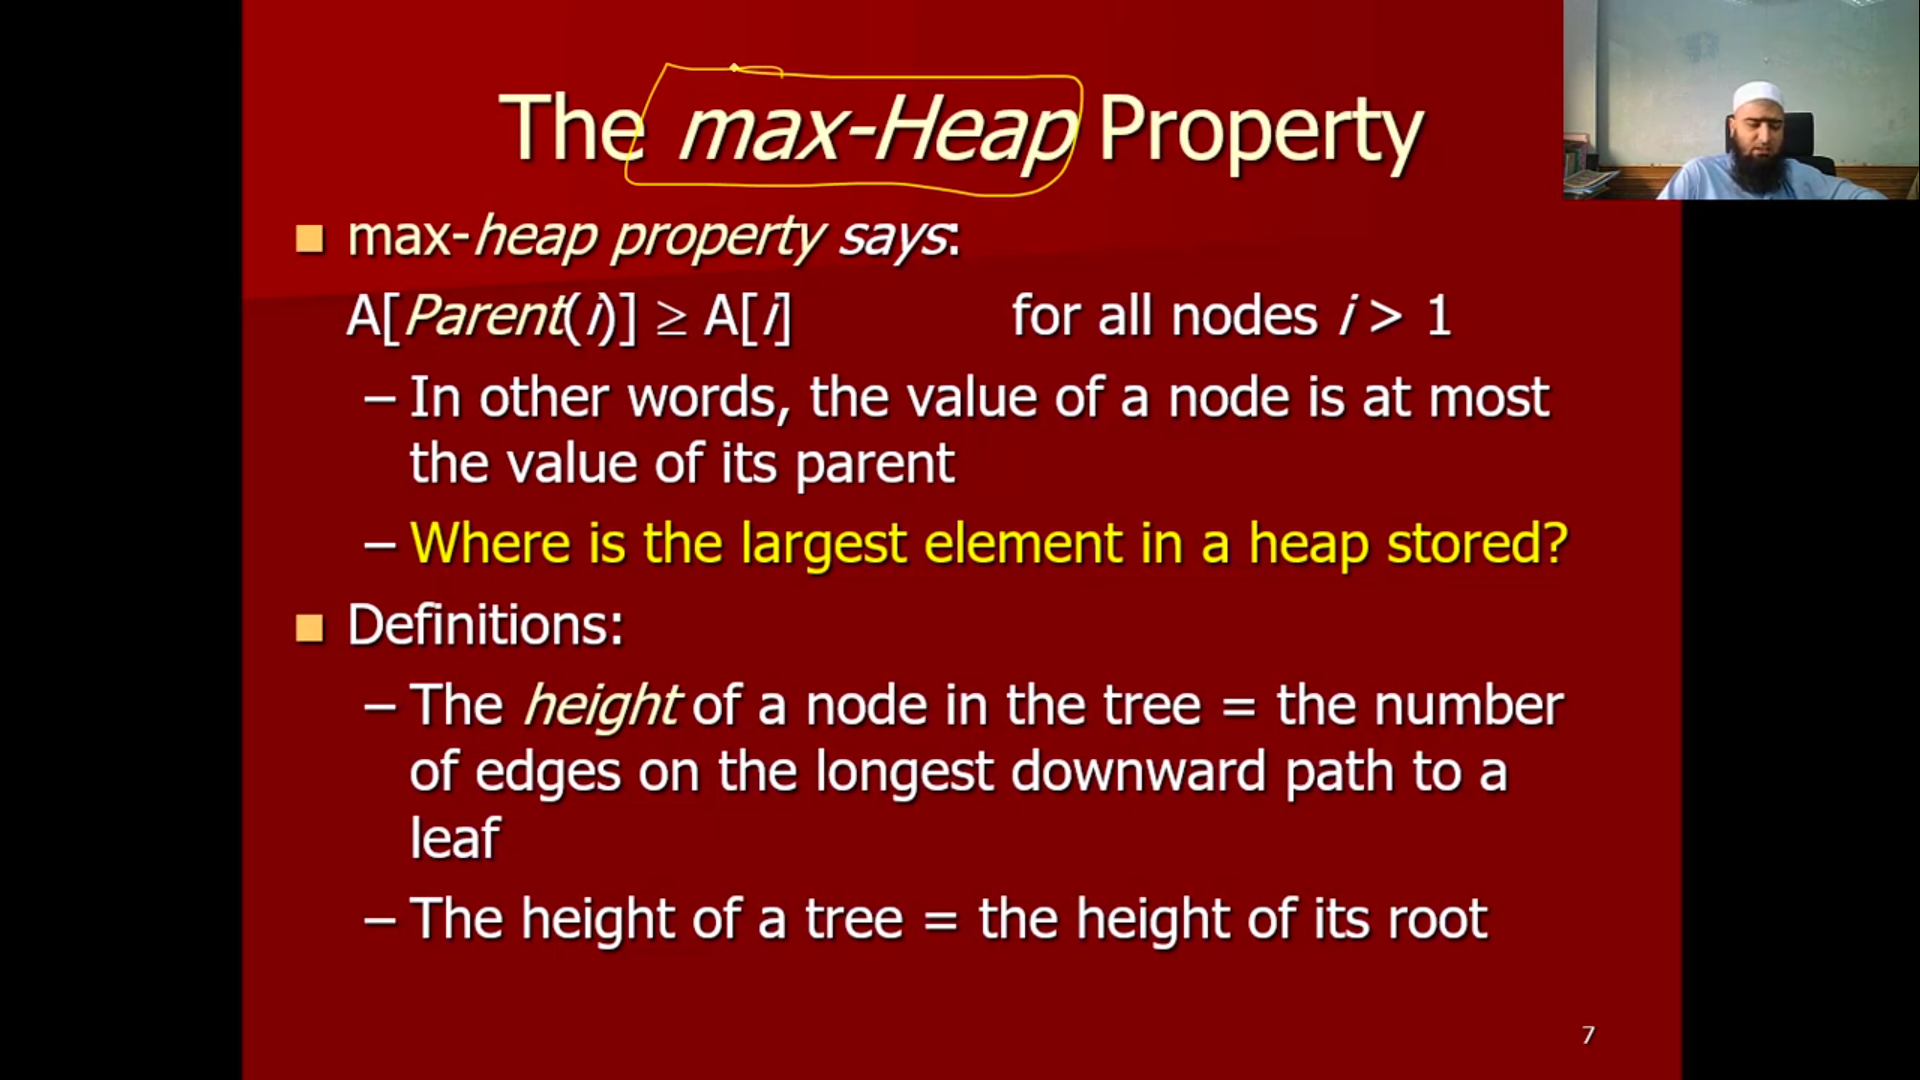 The max-Heap Property
■ max-heap property says:
A[Parent(i)] ≥ A[i] for all nodes i > 1
– In other words, the value of a node is at most
the value of its parent
– Where is the largest element in a heap stored?
■ Definitions:
– The height of a node in the tree = the number
of edges on the longest downward path to a
leaf
– The height of a tree = the height of its root
7